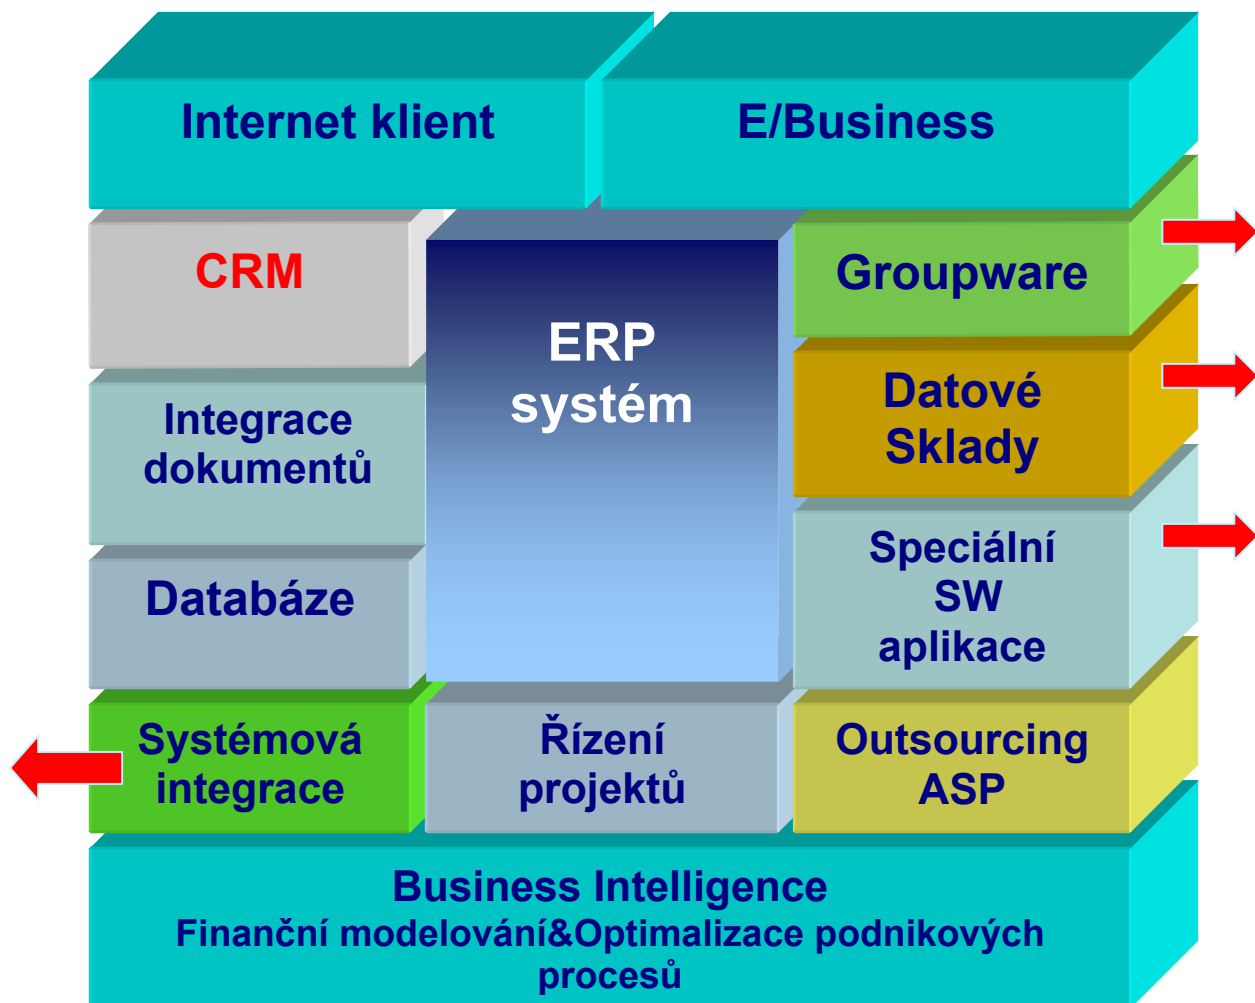 Internet klient
E/Business
CRM
ERP
systém
Groupware
Datové
Sklady
Integrace
dokumentů
Databáze
Speciální
SW
aplikace
Systémová
integrace
Řízení
projektů
Outsourcing
ASP
Business Intelligence
Finanční modelování&Optimalizace podnikových
procesů